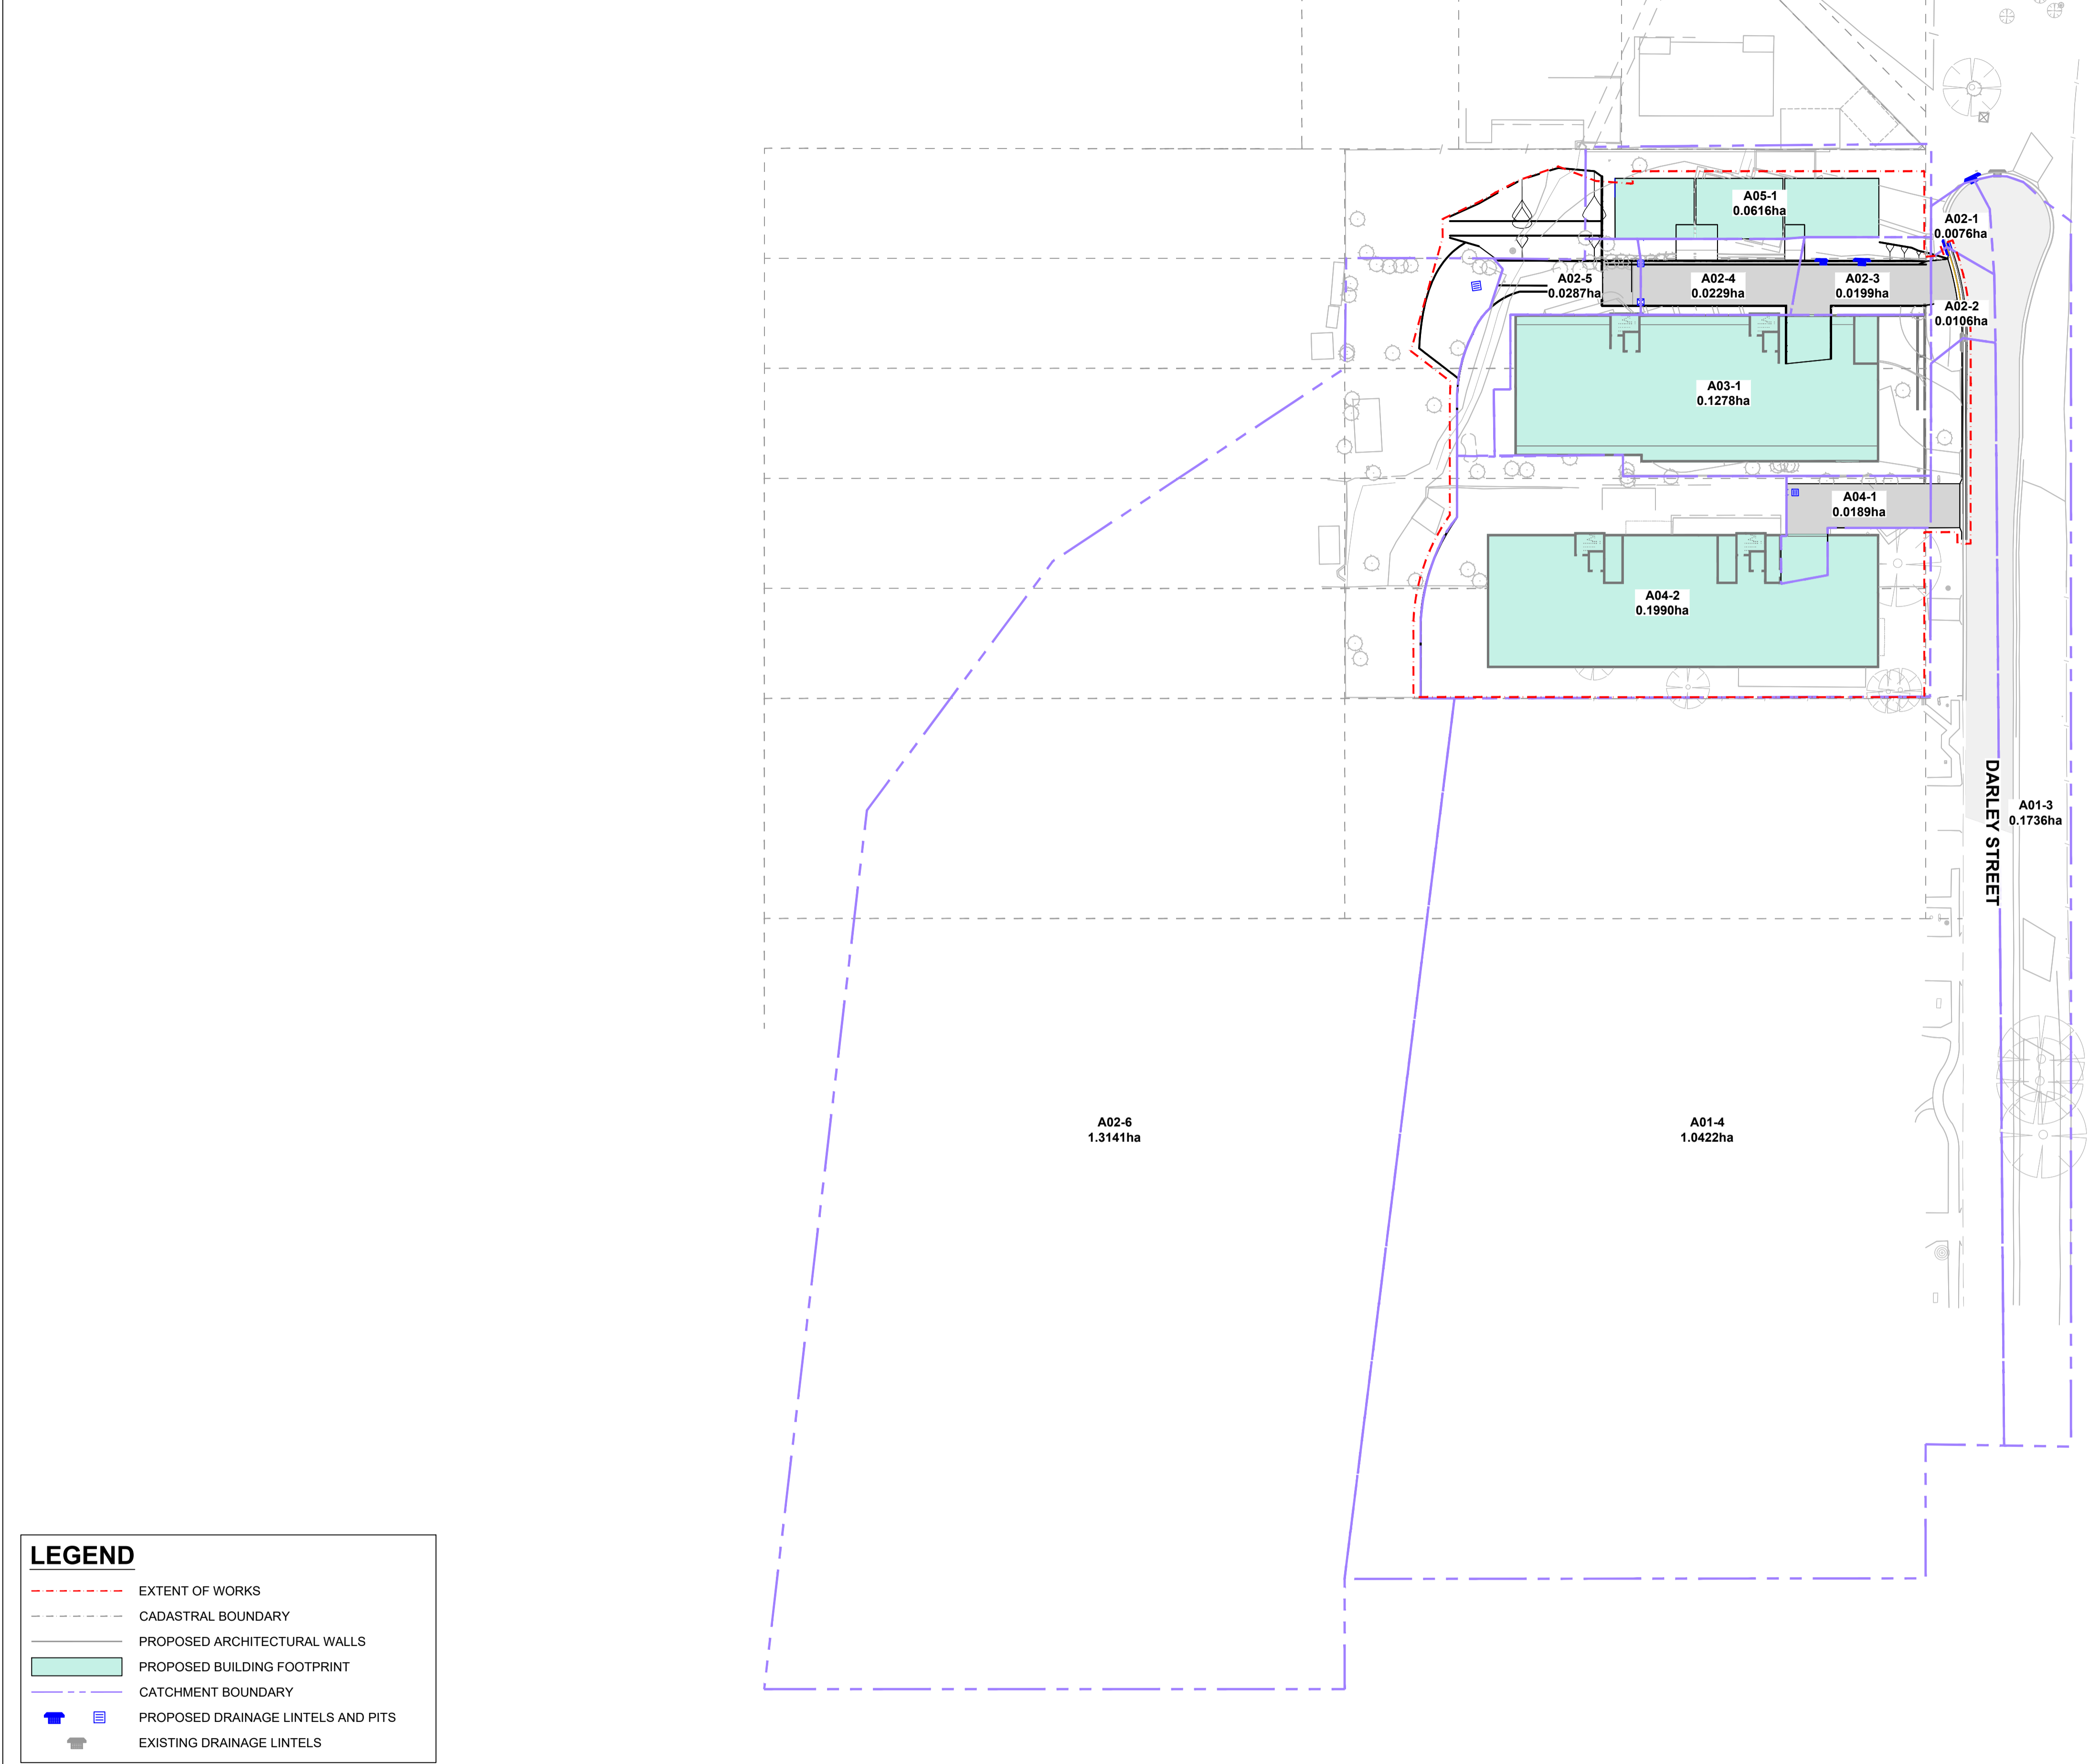 A05-1
0.0616ha
A02-1
0.0076ha
A02-5
0.0287ha
A02-4
0.0229ha
A02-3
0.0199ha
A02-2
0.0106ha
A03-1
0.1278ha
A04-1
0.0189ha
A04-2
0.1990ha
DARLEY STREET
A01-3
0.1736ha
A02-6
1.3141ha
A01-4
1.0422ha
LEGEND
EXTENT OF WORKS
CADASTRAL BOUNDARY
PROPOSED ARCHITECTURAL WALLS
PROPOSED BUILDING FOOTPRINT
CATCHMENT BOUNDARY
PROPOSED DRAINAGE LINTELS AND PITS
EXISTING DRAINAGE LINTELS